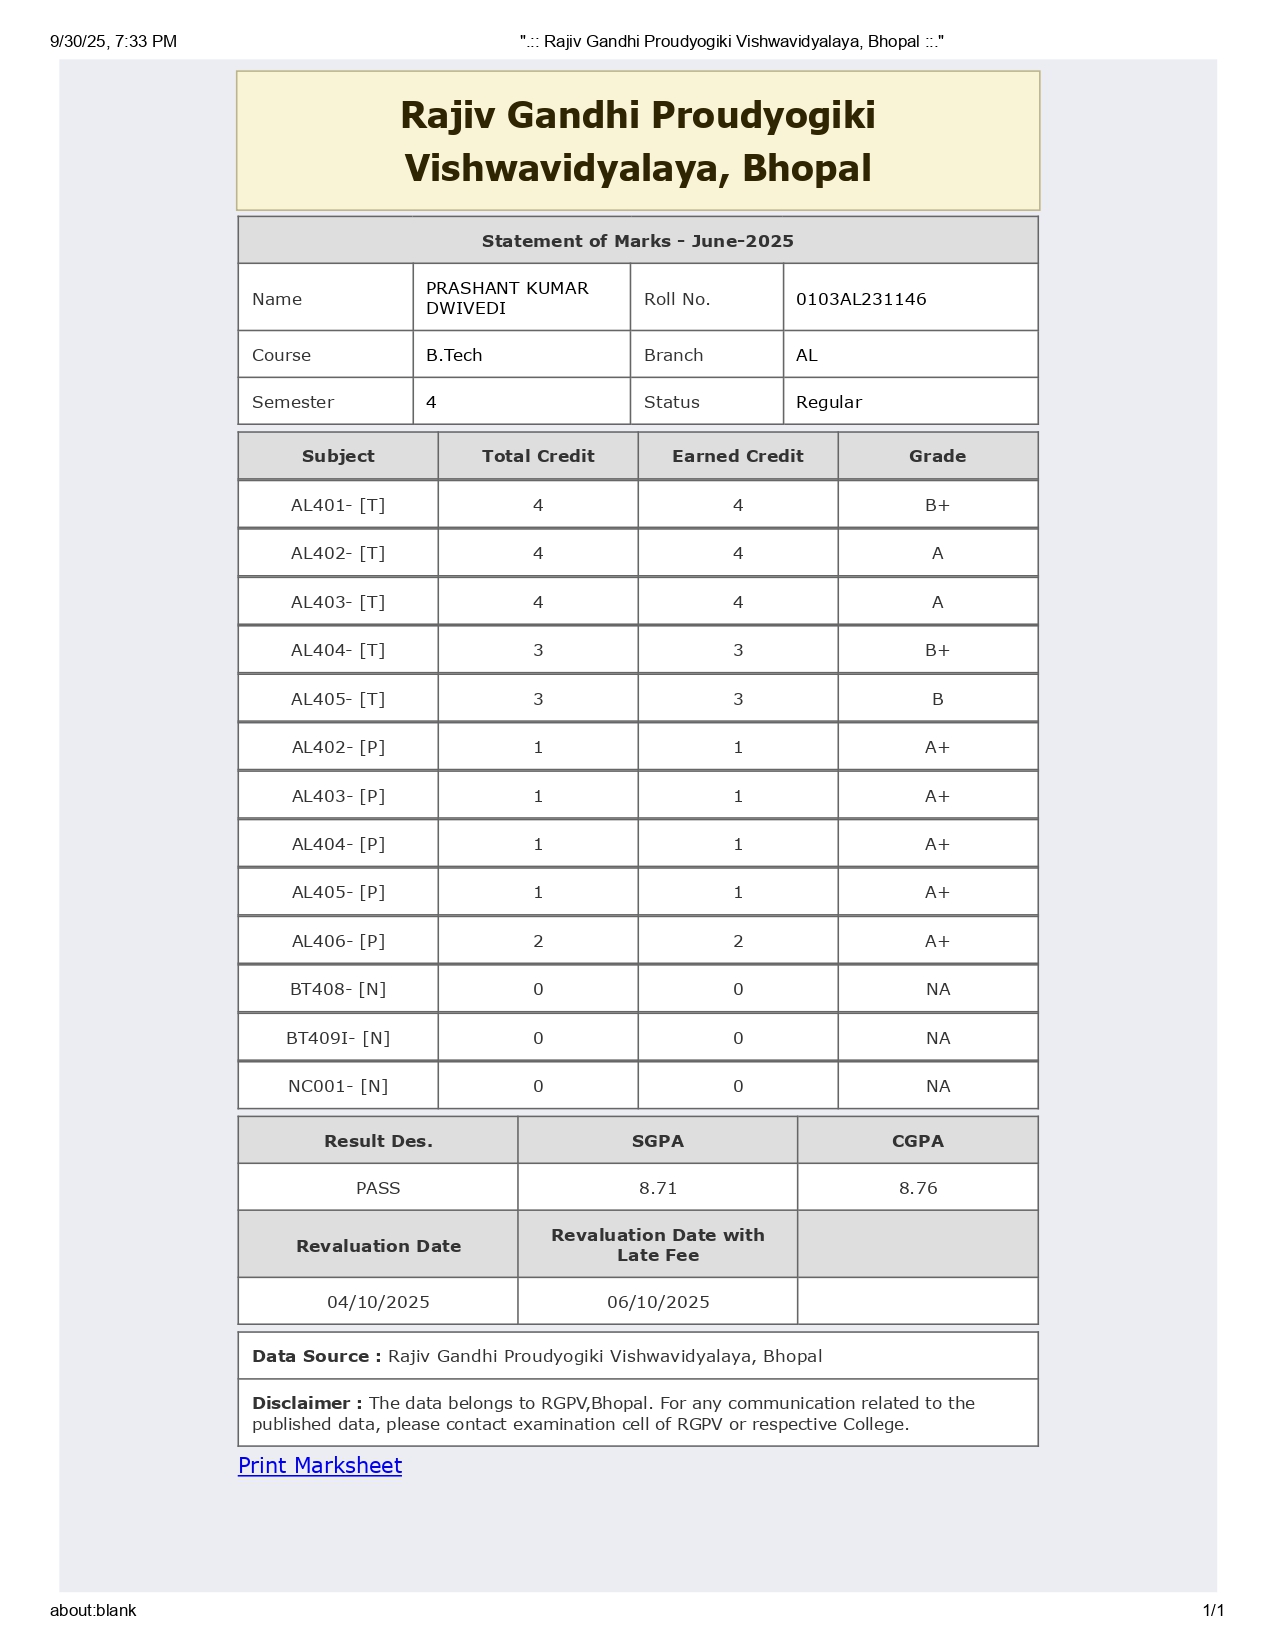 9/30/25, 7:33 PM ".:: Rajiv Gandhi Proudyogiki Vishwavidyalaya, Bhopal ::."
Rajiv Gandhi Proudyogiki
Vishwavidyalaya, Bhopal
Statement of Marks - June-2025
Name PRASHANT KUMAR DWIVEDI Roll No. 0103AL231146
Course B.Tech Branch AL
Semester 4 Status Regular
Subject Total Credit Earned Credit Grade
AL401- [T] 4 4 B+
AL402- [T] 4 4 A
AL403- [T] 4 4 A
AL404- [T] 3 3 B+
AL405- [T] 3 3 B
AL402- [P] 1 1 A+
AL403- [P] 1 1 A+
AL404- [P] 1 1 A+
AL405- [P] 1 1 A+
AL406- [P] 2 2 A+
BT408- [N] 0 0 NA
BT409I- [N] 0 0 NA
NC001- [N] 0 0 NA
Result Des. SGPA CGPA
PASS 8.71 8.76
Revaluation Date Revaluation Date with Late Fee
04/10/2025 06/10/2025
Data Source : Rajiv Gandhi Proudyogiki Vishwavidyalaya, Bhopal
Disclaimer : The data belongs to RGPV,Bhopal. For any communication related to the
published data, please contact examination cell of RGPV or respective College.
Print Marksheet
about:blank 1/1